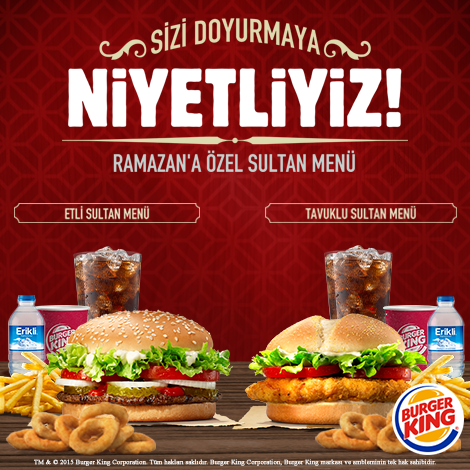 SİZİ DOYURMAYA
NİYETLİYİZ!
RAMAZAN'A ÖZEL SULTAN MENÜ
ETLİ SULTAN MENÜ
TAVUKLU SULTAN MENÜ
Erikli
BURGER
KING
Erikli
BURGER
KING
BURGER
KING
TM & © 2015 Burger King Corporation. Tüm hakları saklıdır. Burger King Corporation, Burger King markası ve ambleminin tek hak sahibidir.